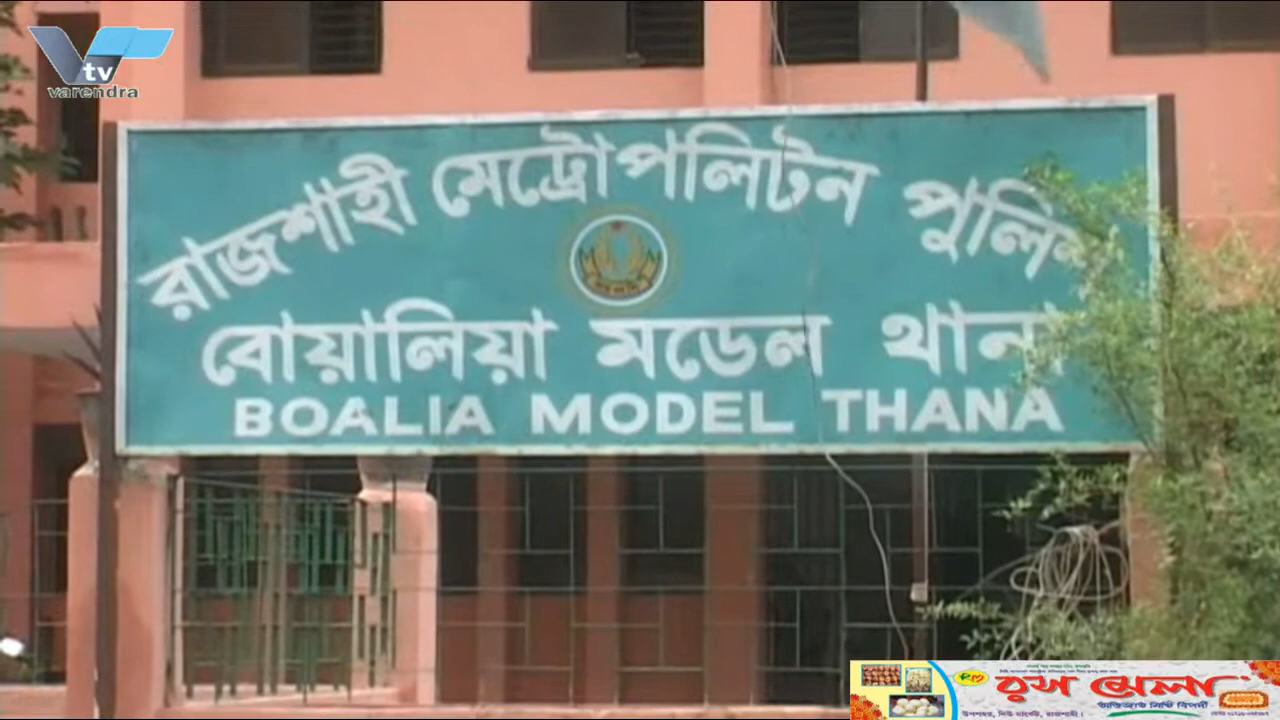 tv
varendra
রাজশাহী মেট্রোপলিটন পুলিশ
বোয়ালিয়া মডেল থানা
BOALIA MODEL THANA